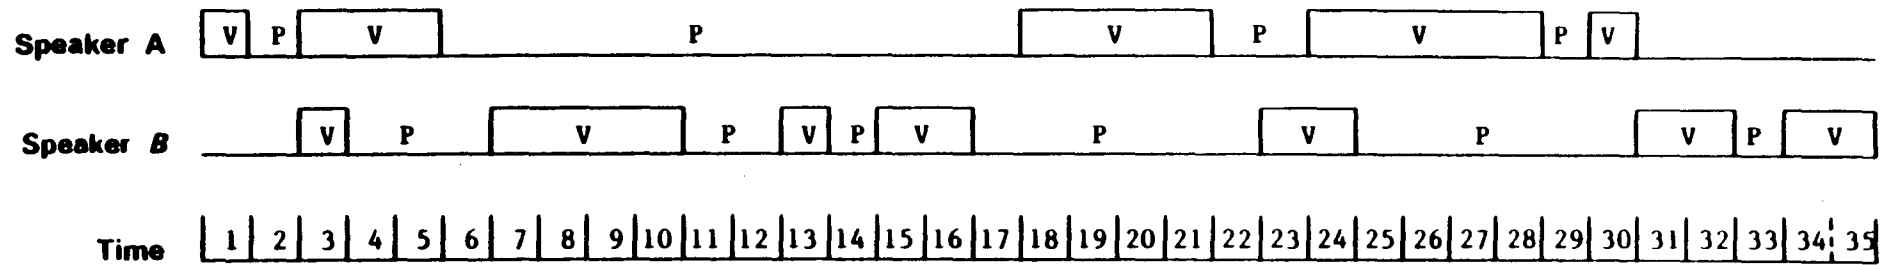 Speaker A V P V P V P V P V
Speaker B V P V P V P V P V P V P V
Time 1 2 3 4 5 6 7 8 9 10 11 12 13 14 15 16 17 18 19 20 21 22 23 24 25 26 27 28 29 30 31 32 33 34 35